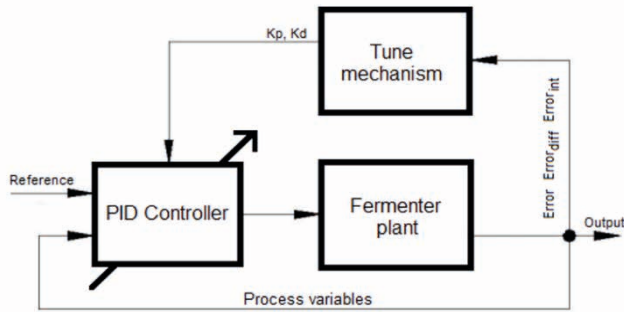 Kp, Kd
Tune
mechanism
Error Error_diff Error_int
Reference
PID Controller
Fermenter
plant
Output
Process variables